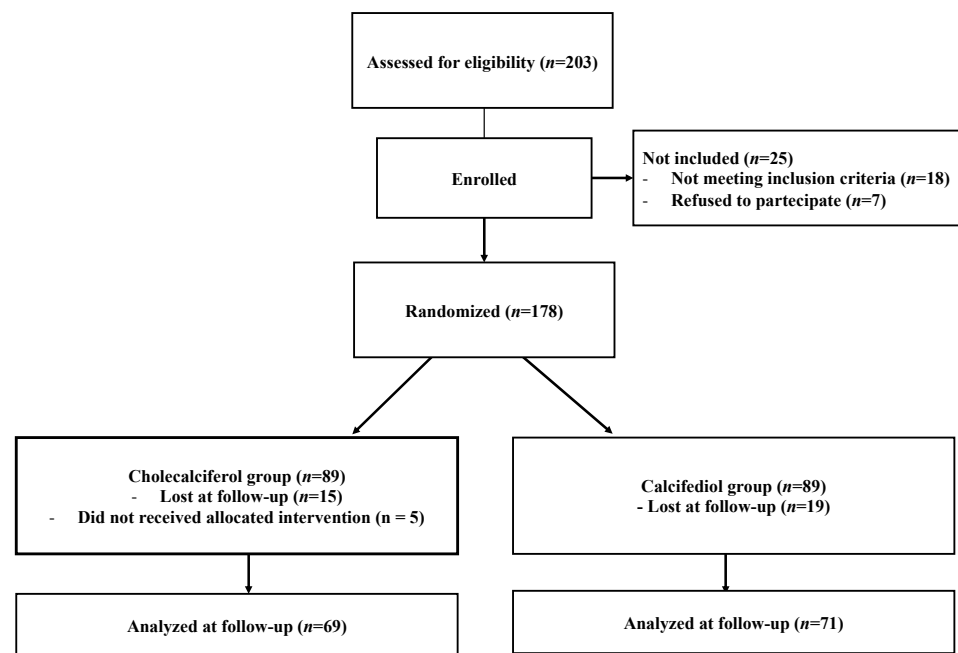 Assessed for eligibility (n=203)
Enrolled
Not included (n=25)
- Not meeting inclusion criteria (n=18)
- Refused to partecipate (n=7)
Randomized (n=178)
Cholecalciferol group (n=89)
- Lost at follow-up (n=15)
- Did not received allocated intervention (n = 5)
Calcifediol group (n=89)
- Lost at follow-up (n=19)
Analyzed at follow-up (n=69)
Analyzed at follow-up (n=71)